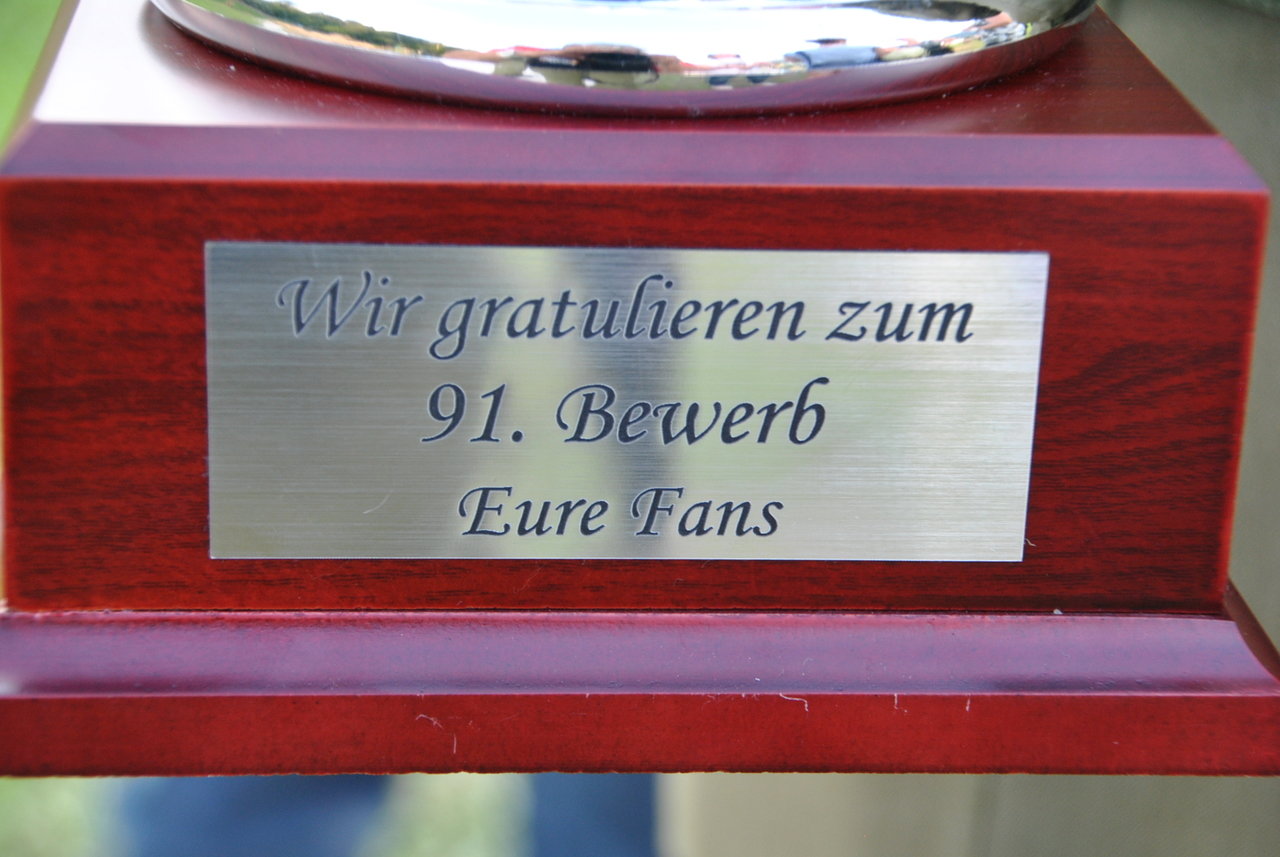 Wir gratulieren zum
91. Bewerb
Eure Fans